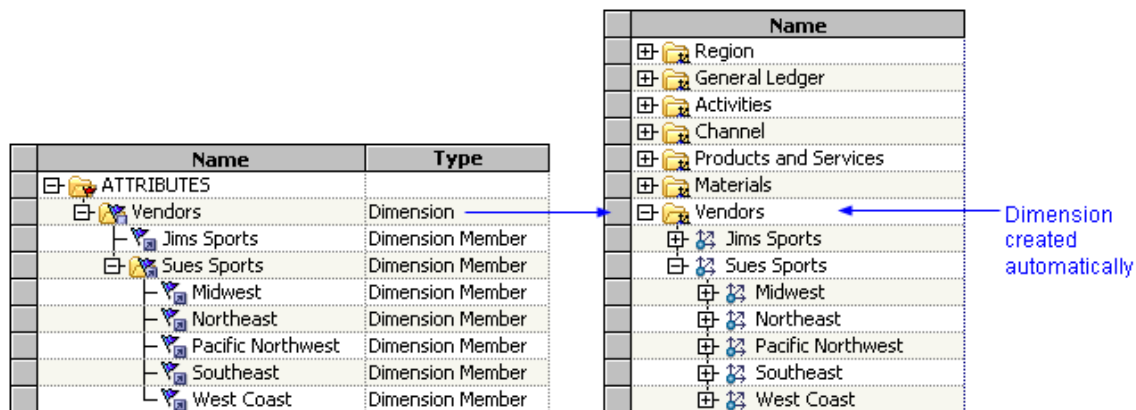 Name Type
ATTRIBUTES
Vendors Dimension
Jims Sports Dimension Member
Sues Sports Dimension Member
Midwest Dimension Member
Northeast Dimension Member
Pacific Northwest Dimension Member
Southeast Dimension Member
West Coast Dimension Member
Name
Region
General Ledger
Activities
Channel
Products and Services
Materials
Vendors
Jims Sports
Sues Sports
Midwest
Northeast
Pacific Northwest
Southeast
West Coast
Dimension
created
automatically